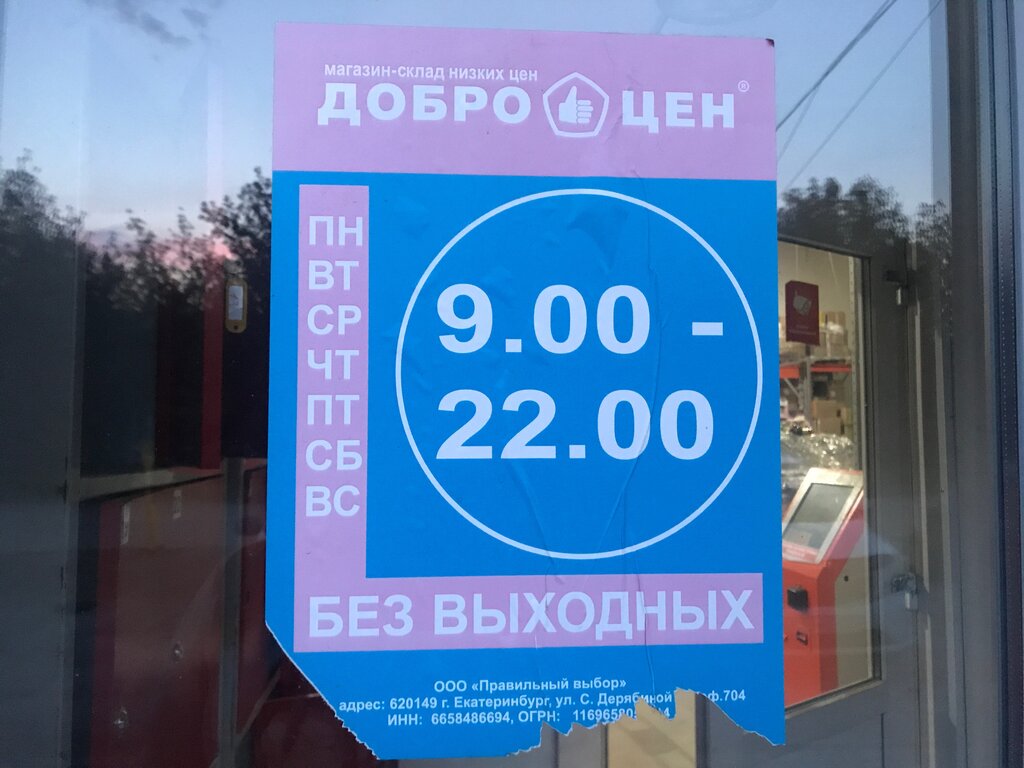 магазин-склад низких цен
ДОБРО ЦЕН®
ПН
ВТ
СР
ЧТ
ПТ
СБ
ВС
9.00 -
22.00
БЕЗ ВЫХОДНЫХ
ООО «Правильный выбор»
адрес: 620149 г. Екатеринбург, ул. С. Дерябиной ф.704
ИНН: 6658486694, ОГРН: